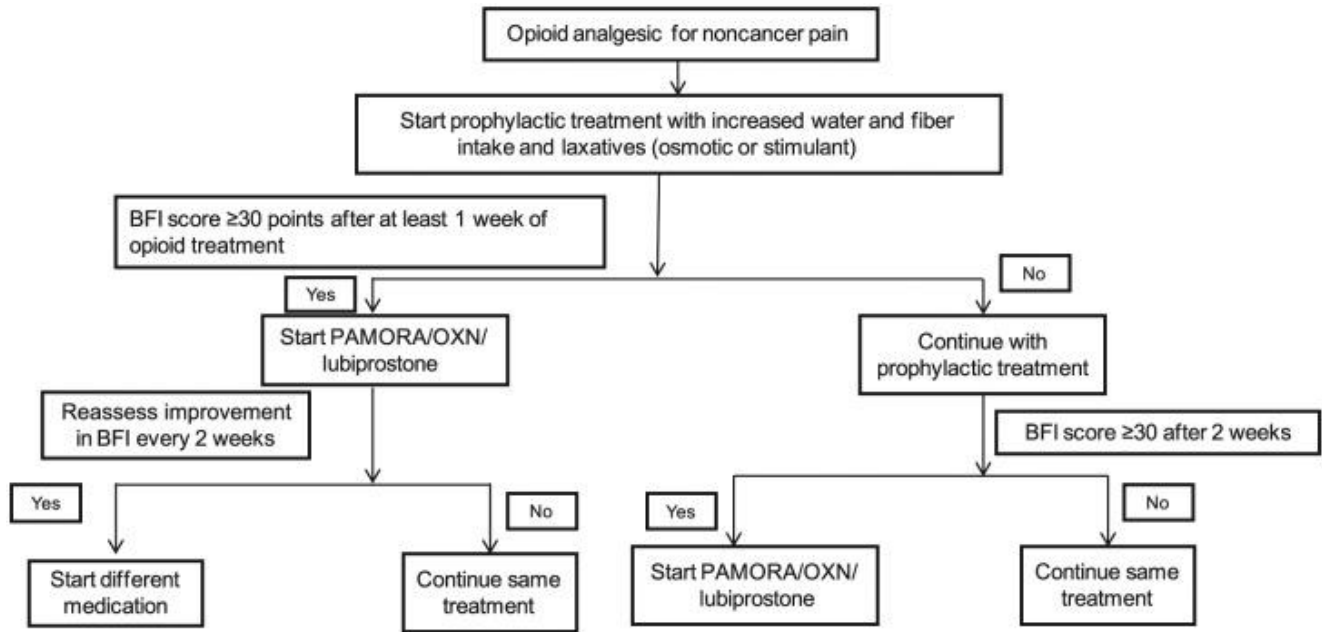 Opioid analgesic for noncancer pain
Start prophylactic treatment with increased water and fiber
intake and laxatives (osmotic or stimulant)
BFI score ≥30 points after at least 1 week of
opioid treatment
Yes
No
Start PAMORA/OXN/
lubiprostone
Continue with
prophylactic treatment
Reassess improvement
in BFI every 2 weeks
BFI score ≥30 after 2 weeks
Yes
No
Yes
No
Start different
medication
Continue same
treatment
Start PAMORA/OXN/
lubiprostone
Continue same
treatment